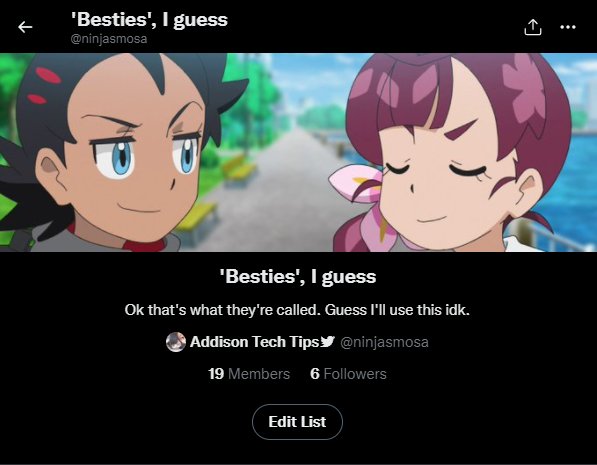 'Besties', I guess
@ninjasmosa
'Besties', I guess
Ok that's what they're called. Guess I'll use this idk.
Addison Tech Tips @ninjasmosa
19 Members 6 Followers
Edit List